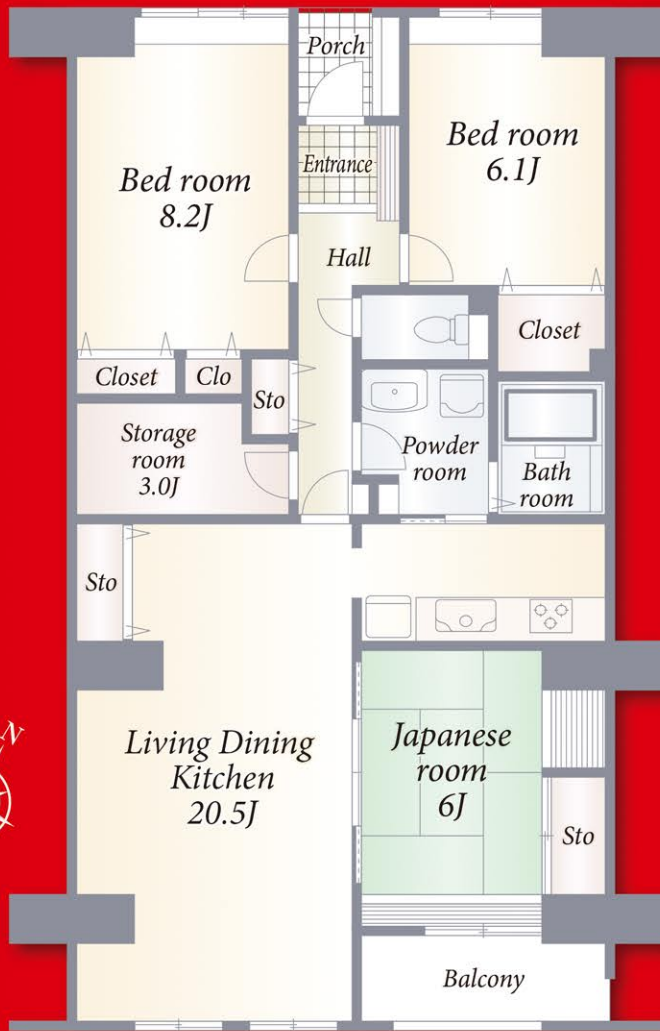 Porch
Bed room
6.1J
Entrance
Bed room
8.2J
Hall
Closet
Closet
Clo
Sto
Storage
room
3.0J
Powder
room
Bath
room
Sto
N
Living Dining
Kitchen
20.5J
Japanese
room
6J
Sto
Balcony